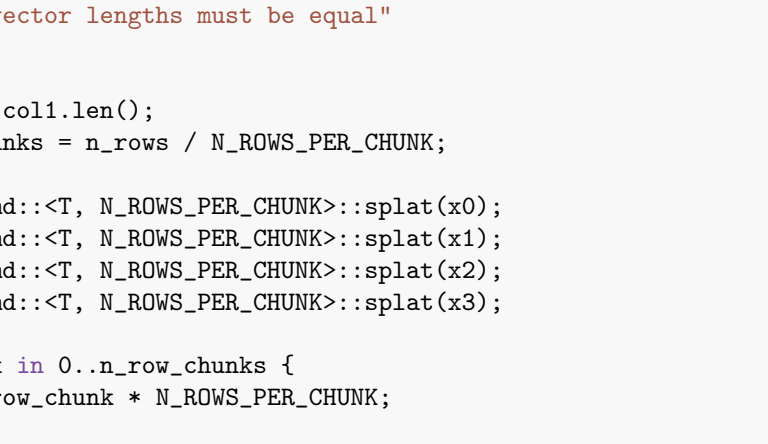 ector lengths must be equal"
col1.len();
nks = n_rows / N_ROWS_PER_CHUNK;
d::<T, N_ROWS_PER_CHUNK>::splat(x0);
d::<T, N_ROWS_PER_CHUNK>::splat(x1);
d::<T, N_ROWS_PER_CHUNK>::splat(x2);
d::<T, N_ROWS_PER_CHUNK>::splat(x3);
in 0..n_row_chunks {
ow_chunk * N_ROWS_PER_CHUNK;